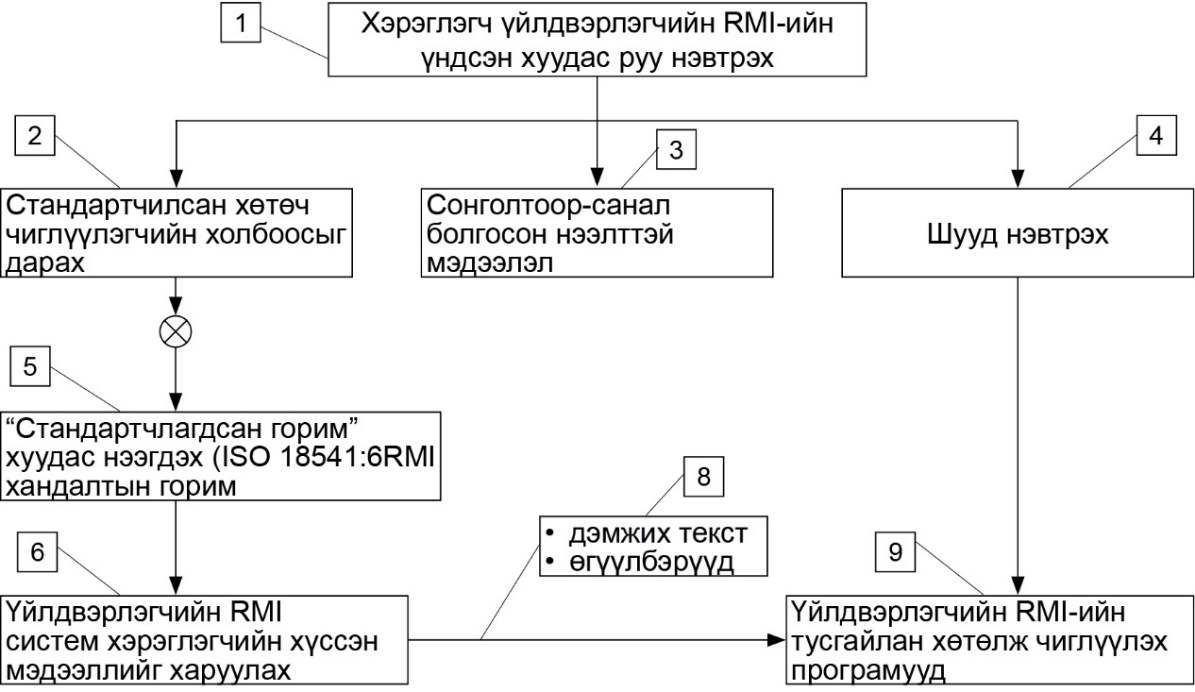 1
Хэрэглэгч үйлдвэрлэгчийн RMI-ийн
үндсэн хуудас руу нэвтрэх
2
3
4
Стандартчилсан хөтөч
чиглүүлэгчийн холбоосыг
дарах
Сонголтоор-санал
болгосон нээлттэй
мэдээлэл
Шууд нэвтрэх
5
“Стандартчлагдсан горим”
хуудас нээгдэх (ISO 18541:6RMI
хандалтын горим
8
• дэмжих текст
• өгүүлбэрүүд
6
9
Үйлдвэрлэгчийн RMI
систем хэрэглэгчийн хүссэн
мэдээллийг харуулах
Үйлдвэрлэгчийн RMI-ийн
тусгайлан хөтөлж чиглүүлэх
програмууд